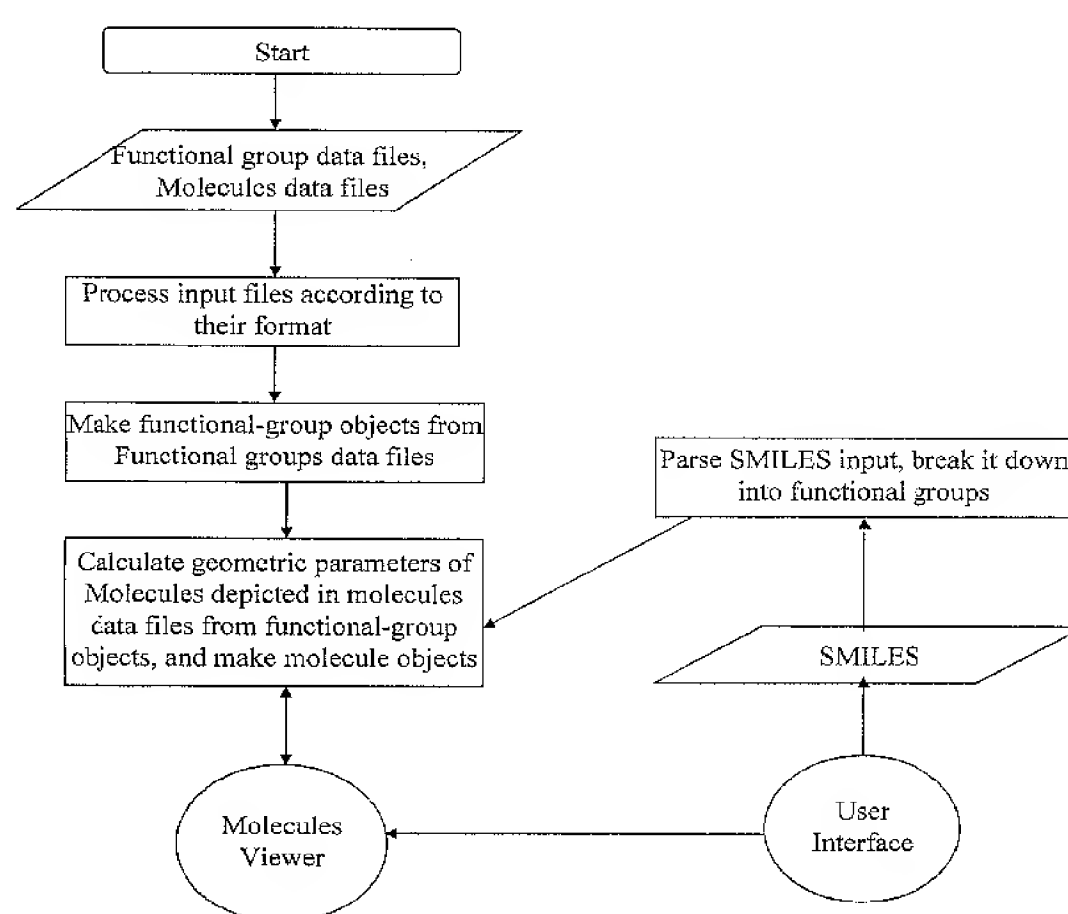 Start
Functional group data files,
Molecules data files
Process input files according to
their format
Make functional-group objects from
Functional groups data files
Calculate geometric parameters of
Molecules depicted in molecules
data files from functional-group
objects, and make molecule objects
Parse SMILES input, break it down
into functional groups
SMILES
Molecules
Viewer
User
Interface